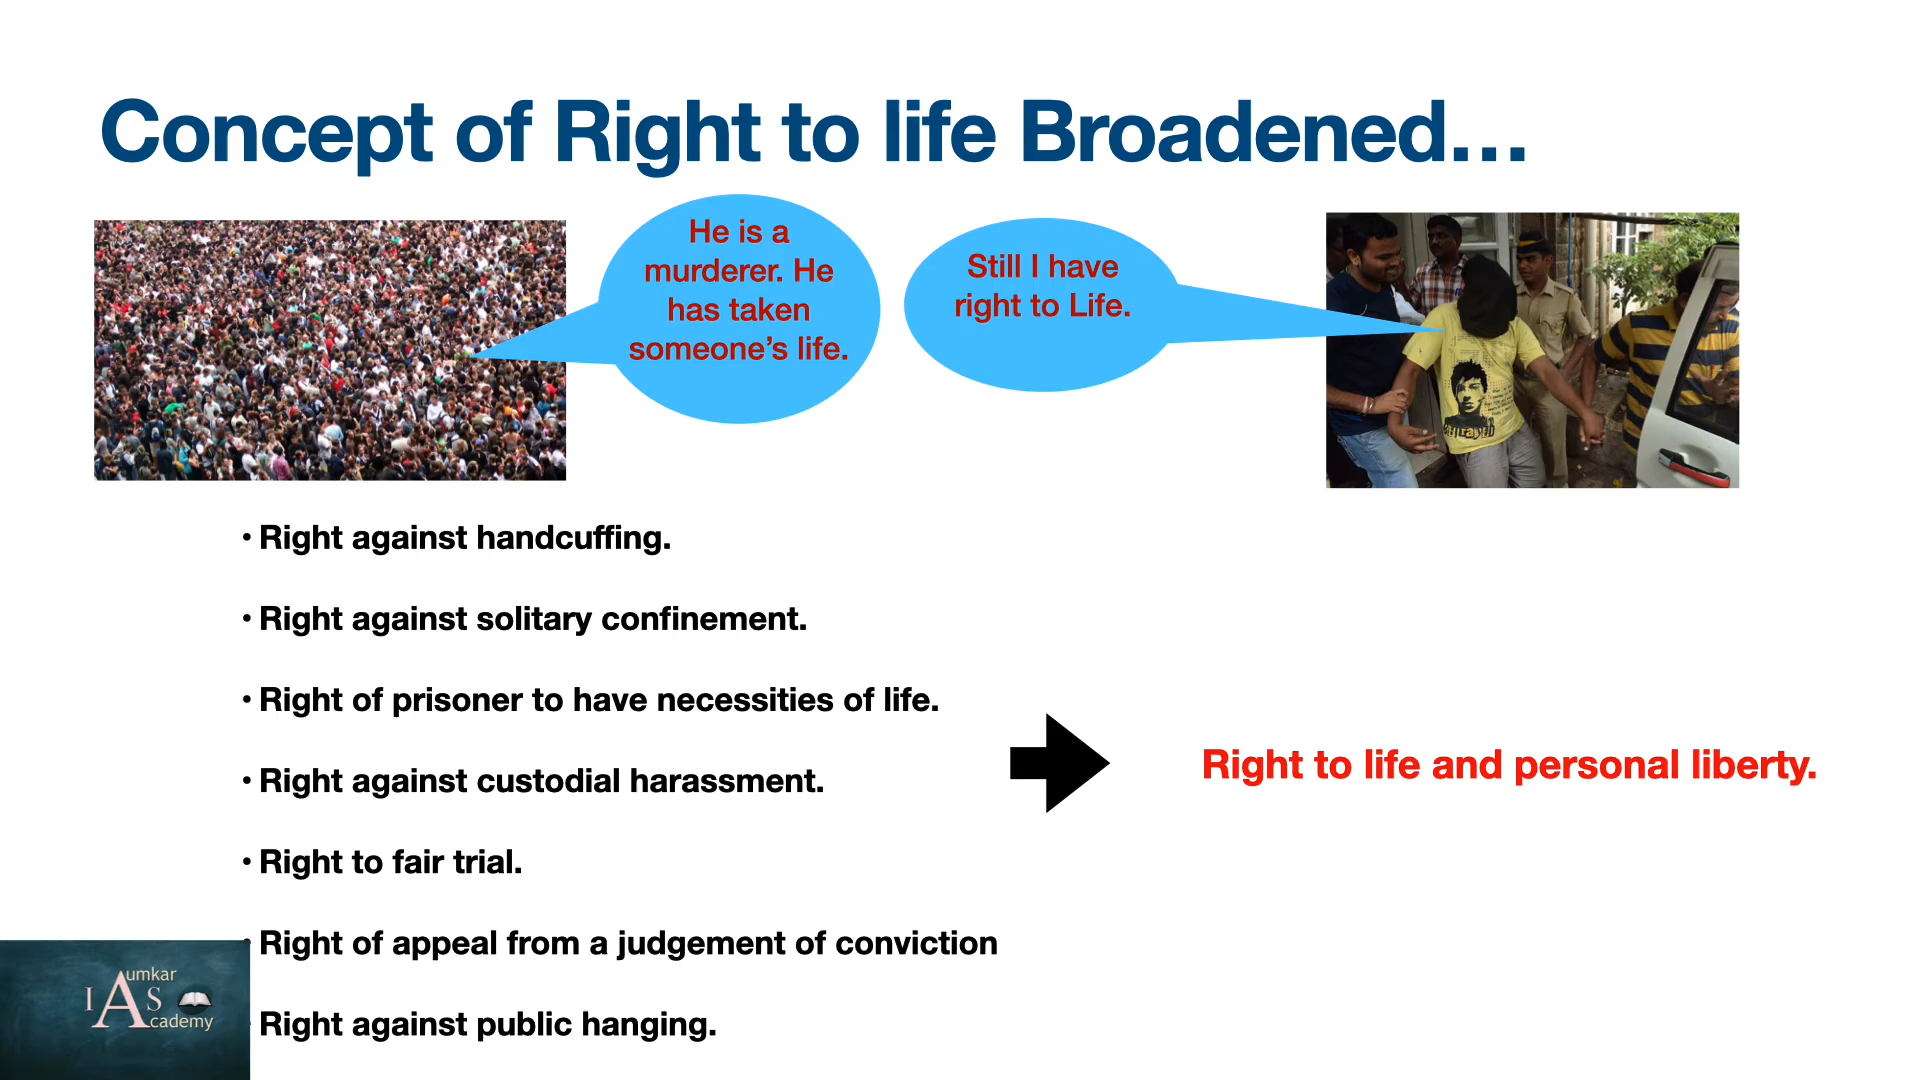 Concept of Right to life Broadened...
He is a
murderer. He
has taken
someone's life.
Still I have
right to Life.
• Right against handcuffing.
• Right against solitary confinement.
• Right of prisoner to have necessities of life.
• Right against custodial harassment.
Right to life and personal liberty.
• Right to fair trial.
• Right of appeal from a judgement of conviction
• Right against public hanging.
Aumkar
IAS
Academy